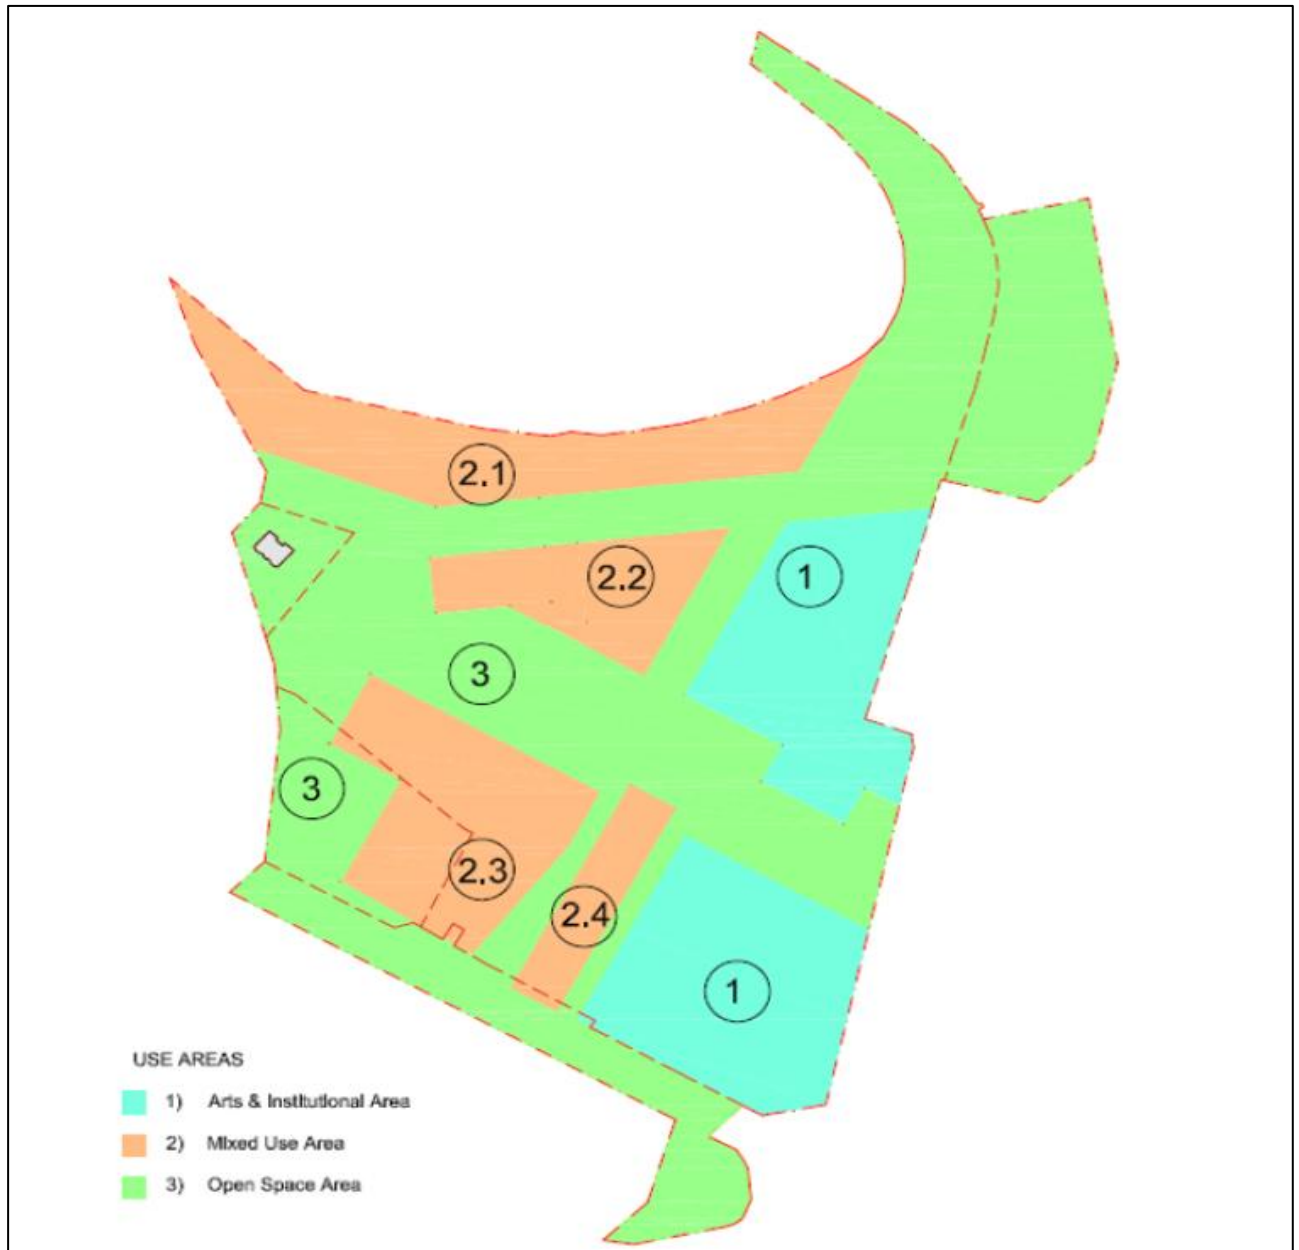 2.1
2.2
1
3
3
2.3
2.4
1
USE AREAS
1) Arts & Institutional Area
2) Mixed Use Area
3) Open Space Area